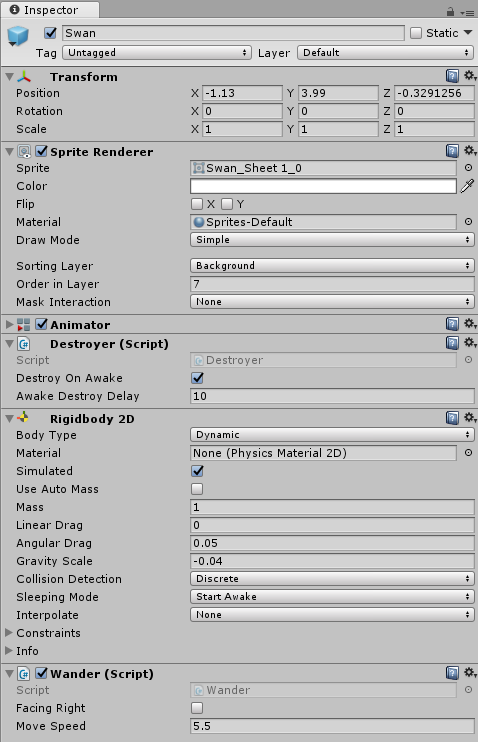 Inspector
Swan Static
Tag Untagged Layer Default
Transform
Position X -1.13 Y 3.99 Z -0.3291256
Rotation X 0 Y 0 Z 0
Scale X 1 Y 1 Z 1
Sprite Renderer
Sprite Swan_Sheet 1_0
Color
Flip X Y
Material Sprites-Default
Draw Mode Simple
Sorting Layer Background
Order in Layer 7
Mask Interaction None
Animator
Destroyer (Script)
Script Destroyer
Destroy On Awake
Awake Destroy Delay 10
Rigidbody 2D
Body Type Dynamic
Material None (Physics Material 2D)
Simulated
Use Auto Mass
Mass 1
Linear Drag 0
Angular Drag 0.05
Gravity Scale -0.04
Collision Detection Discrete
Sleeping Mode Start Awake
Interpolate None
Constraints
Info
Wander (Script)
Script Wander
Facing Right
Move Speed 5.5